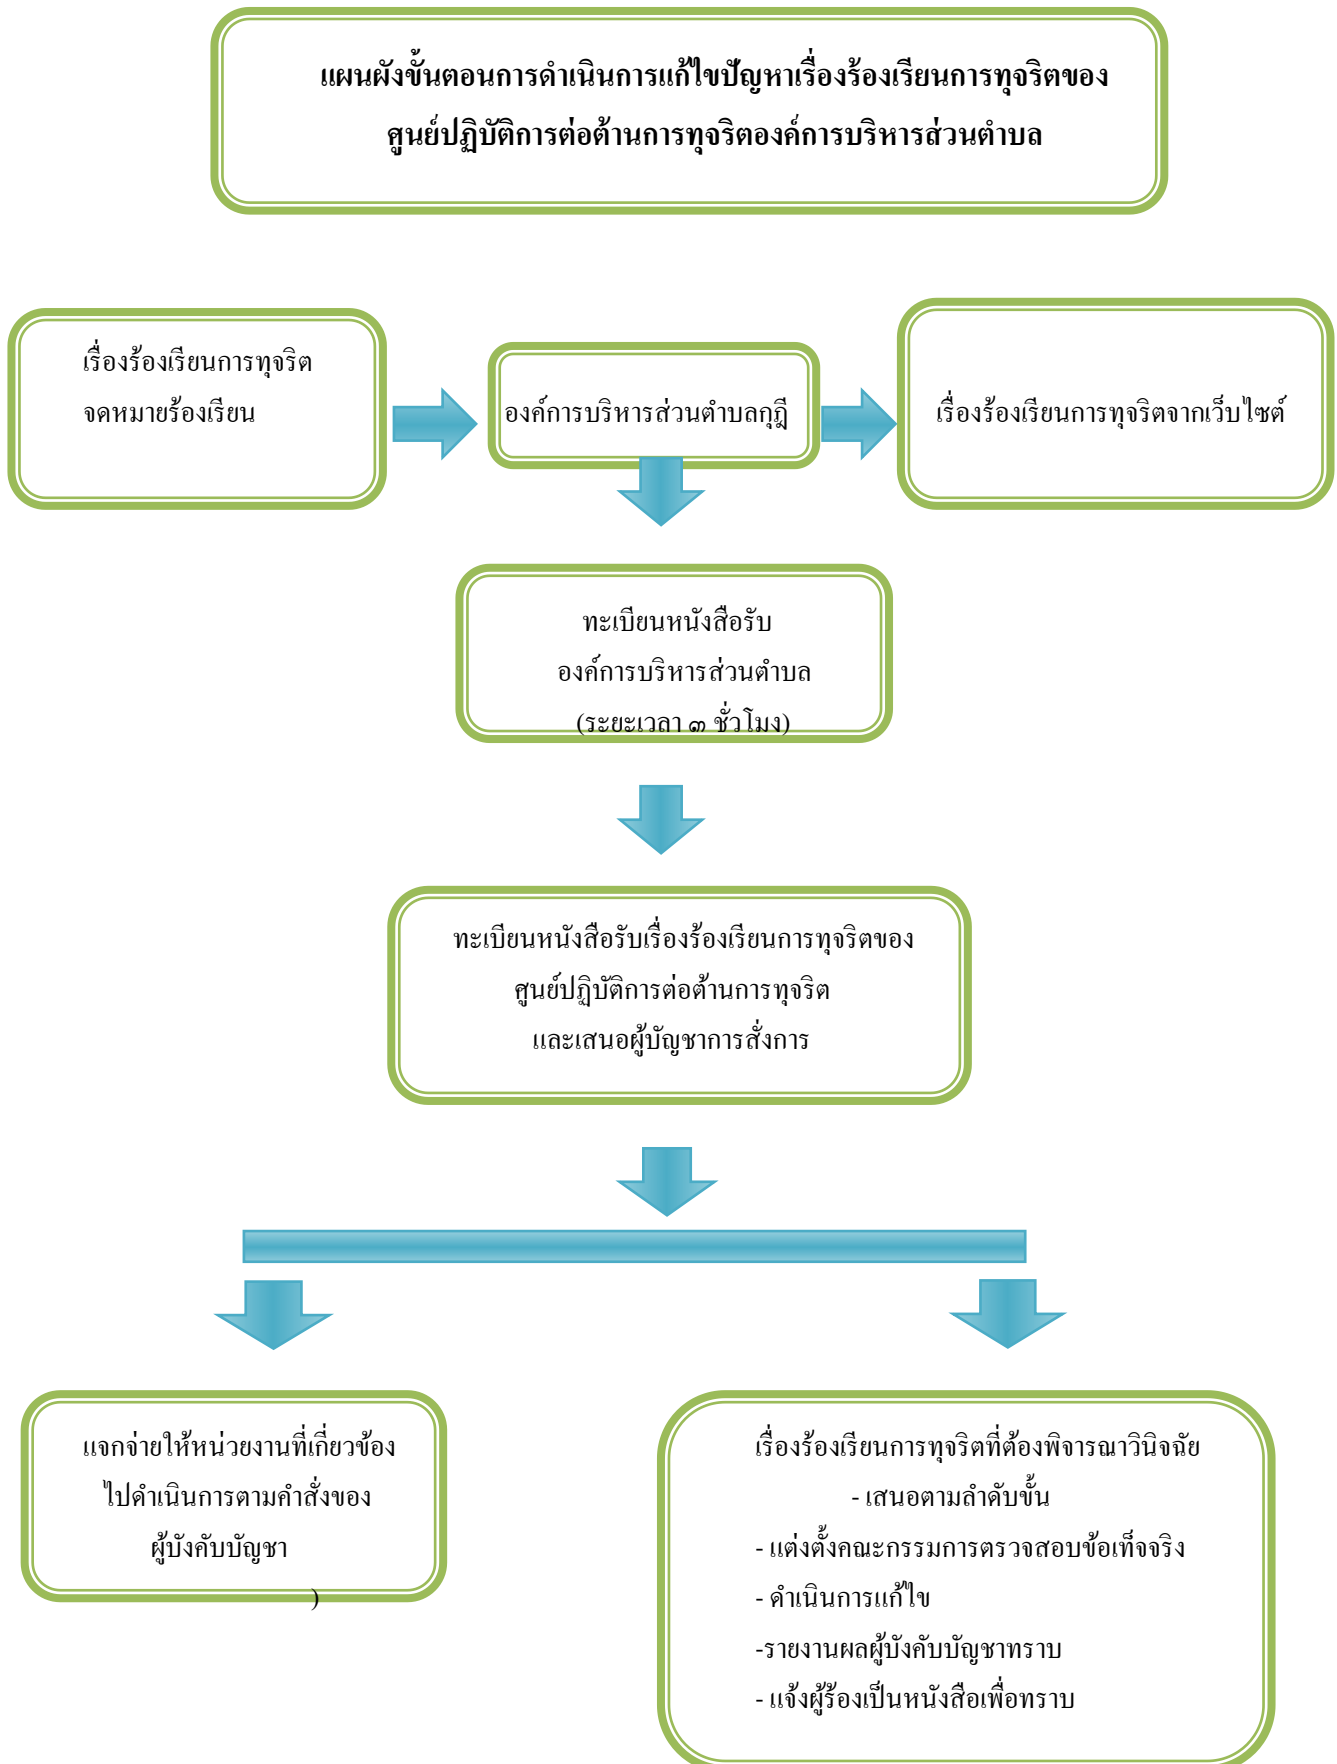 แผนผังขั้นตอนการดำเนินการแก้ไขปัญหาเรื่องร้องเรียนการทุจริตของ
ศูนย์ปฏิบัติการต่อต้านการทุจริตองค์การบริหารส่วนตำบล
เรื่องร้องเรียนการทุจริต
จดหมายร้องเรียน
องค์การบริหารส่วนตำบลกุฎี
เรื่องร้องเรียนการทุจริตจากเว็บไซต์
ทะเบียนหนังสือรับ
องค์การบริหารส่วนตำบล
(ระยะเวลา ๓ ชั่วโมง)
ทะเบียนหนังสือรับเรื่องร้องเรียนการทุจริตของ
ศูนย์ปฏิบัติการต่อต้านการทุจริต
และเสนอผู้บัญชาการสั่งการ
แจกจ่ายให้หน่วยงานที่เกี่ยวข้อง
ไปดำเนินการตามคำสั่งของ
ผู้บังคับบัญชา
)
เรื่องร้องเรียนการทุจริตที่ต้องพิจารณาวินิจฉัย
- เสนอตามลำดับขั้น
- แต่งตั้งคณะกรรมการตรวจสอบข้อเท็จจริง
- ดำเนินการแก้ไข
-รายงานผลผู้บังคับบัญชาทราบ
- แจ้งผู้ร้องเป็นหนังสือเพื่อทราบ